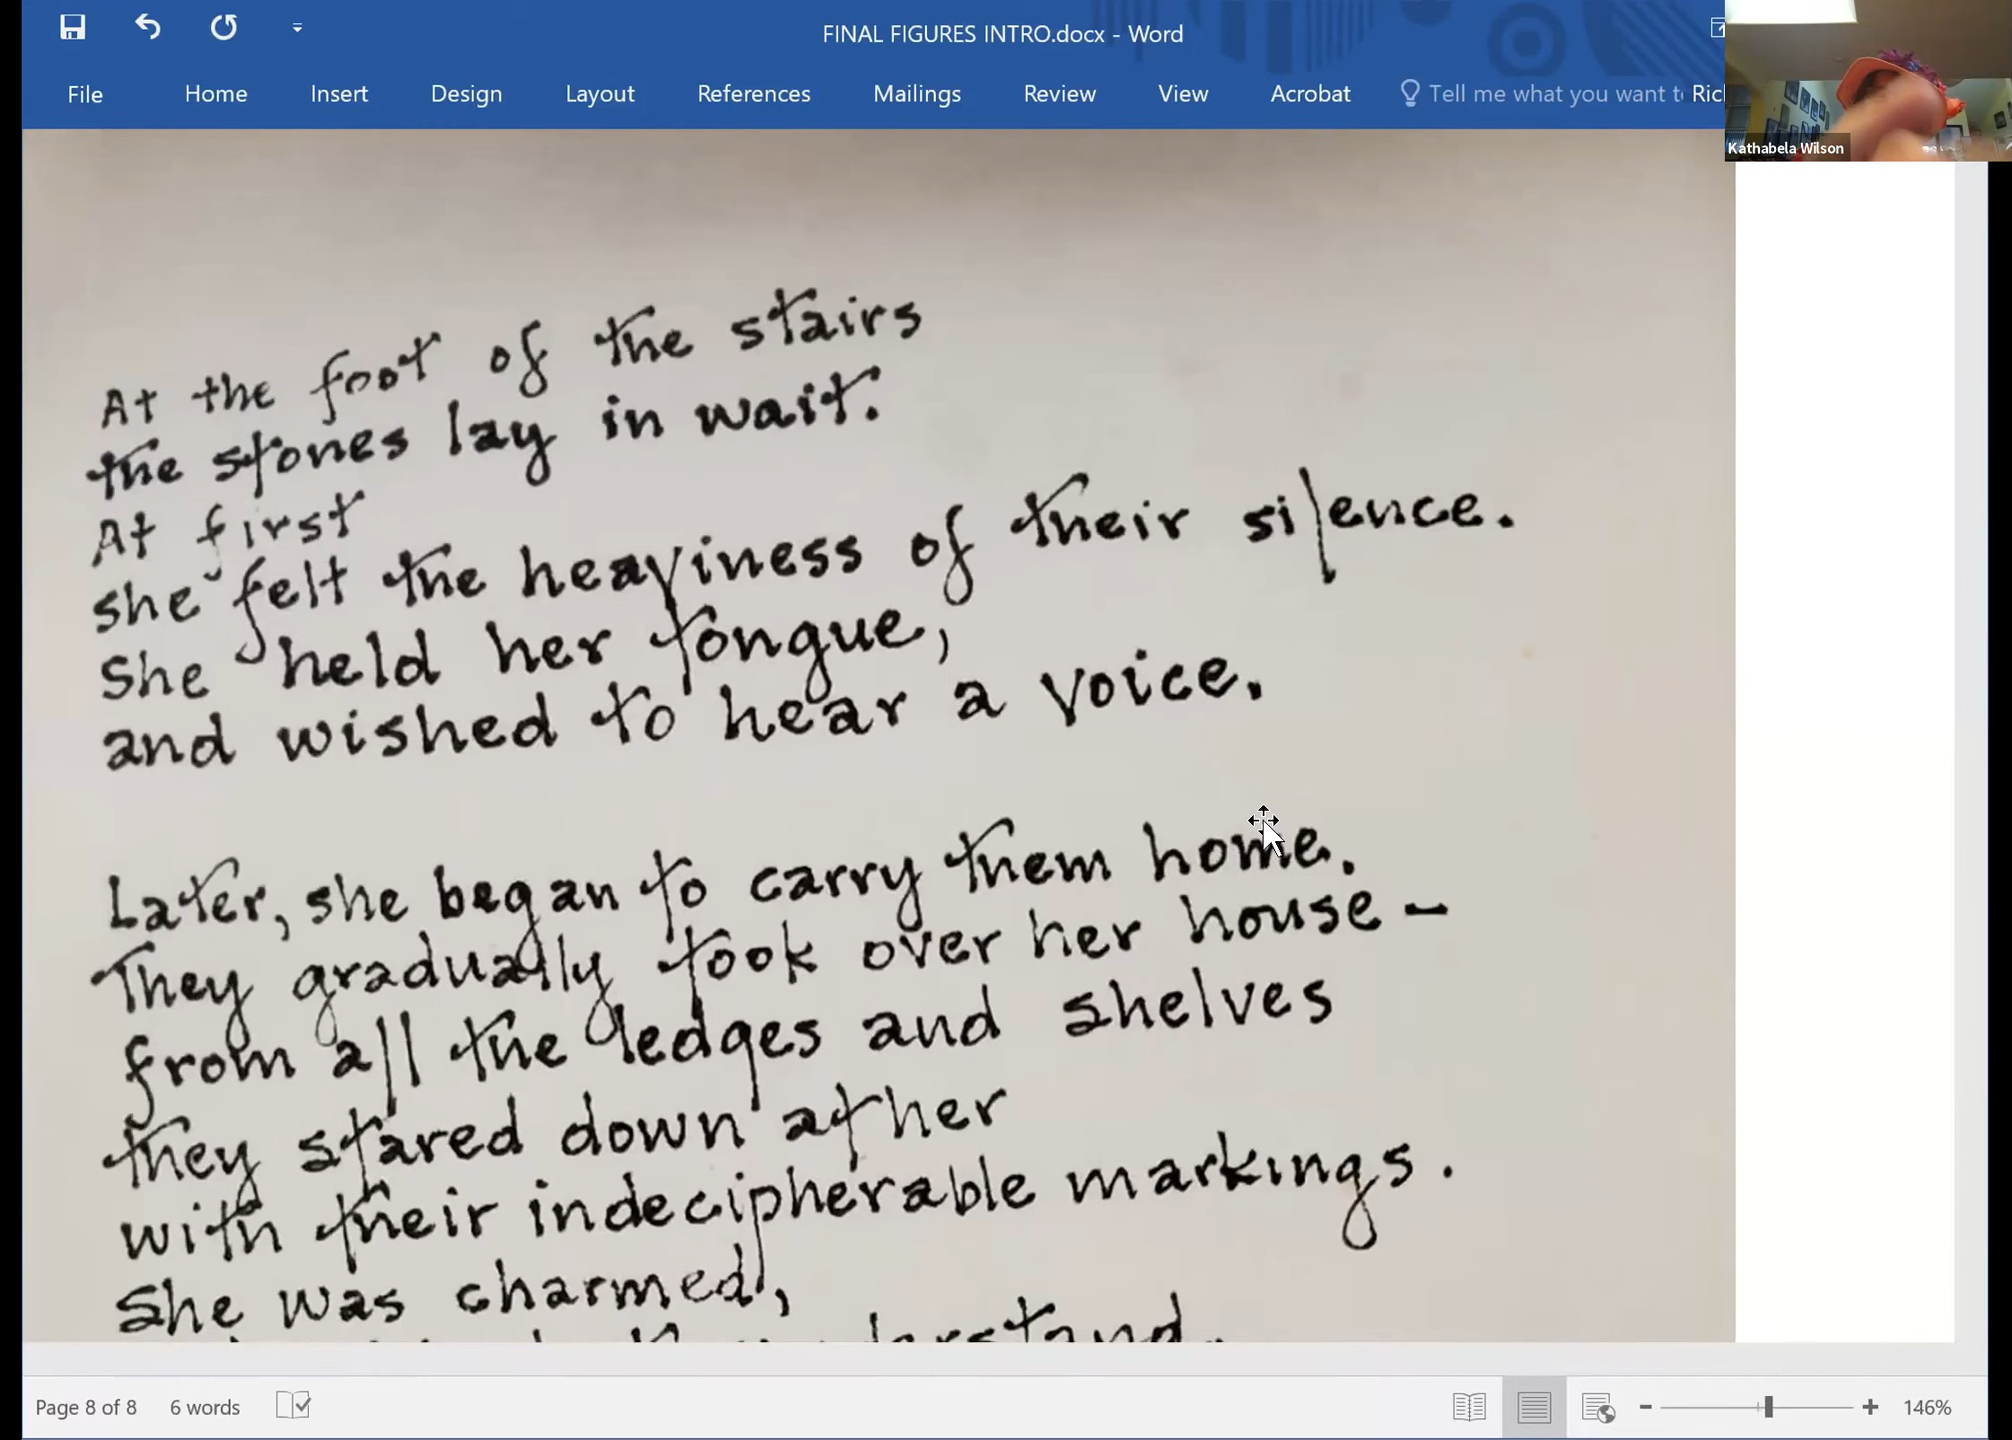 FINAL FIGURES INTRO.docx - Word
File Home Insert Design Layout References Mailings Review View Acrobat Tell me what you want t Ric
Kathabela Wilson
At the foot of the stairs
the stones lay in wait.
At first
she felt the heaviness of their silence.
She held her tongue,
and wished to hear a voice.
Later, she began to carry them home.
They gradually took over her house –
from all the ledges and shelves
they stared down at her
with their indecipherable markings.
She was charmed,
understand.
Page 8 of 8 6 words 146%